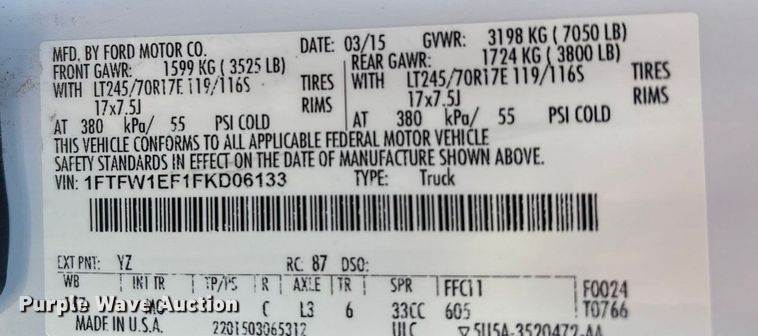 MFD. BY FORD MOTOR CO. DATE: 03/15 GVWR: 3198 KG ( 7050 LB)
FRONT GAWR: 1599 KG ( 3525 LB) REAR GAWR: 1724 KG ( 3800 LB)
WITH LT245/70R17E 119/116S TIRES WITH LT245/70R17E 119/116S TIRES
17x7.5J RIMS 17x7.5J RIMS
AT 380 kPa/ 55 PSI COLD AT 380 kPa/ 55 PSI COLD
THIS VEHICLE CONFORMS TO ALL APPLICABLE FEDERAL MOTOR VEHICLE
SAFETY STANDARDS IN EFFECT ON THE DATE OF MANUFACTURE SHOWN ABOVE.
VIN: 1FTFW1EF1FKD06133 TYPE: Truck
EXT PNT: YZ RC: 87 DSO:
WB INT TR TP/PS R AXLE TR SPR FFC11 F0024
C L3 6 33CC 605 T0766
Purple Wave Auction
MADE IN U.S.A. 2201503065312 ULC 5U5A-3520472-AA